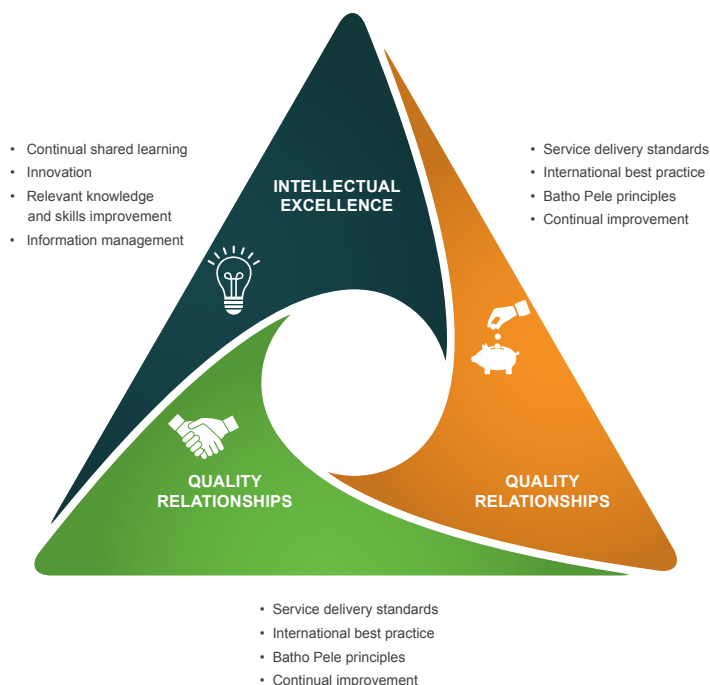 • Continual shared learning
• Innovation
• Relevant knowledge
and skills improvement
• Information management
INTELLECTUAL
EXCELLENCE
• Service delivery standards
• International best practice
• Batho Pele principles
• Continual improvement
QUALITY
RELATIONSHIPS
QUALITY
RELATIONSHIPS
• Service delivery standards
• International best practice
• Batho Pele principles
• Continual improvement